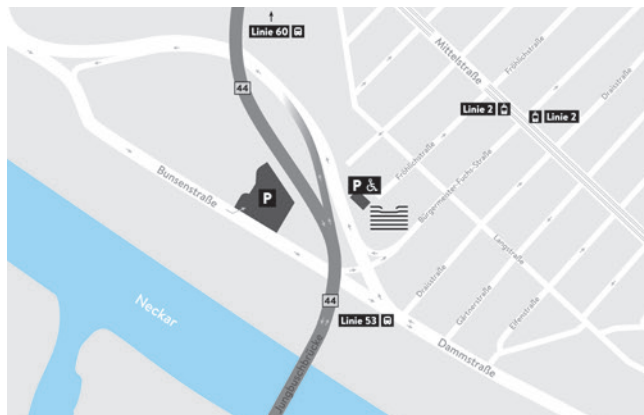 Linie 60
Mittelstraße
Fröhlichstraße
Draisstraße
44
Linie 2
Linie 2
Fröhlichstraße
Bürgermeister-Fuchs-Straße
Bunsenstraße
P
P
Langstraße
Draisstraße
Gärtnerstraße
Elfenstraße
Neckar
44
Linie 53
Dammstraße
Jungbuschbrücke